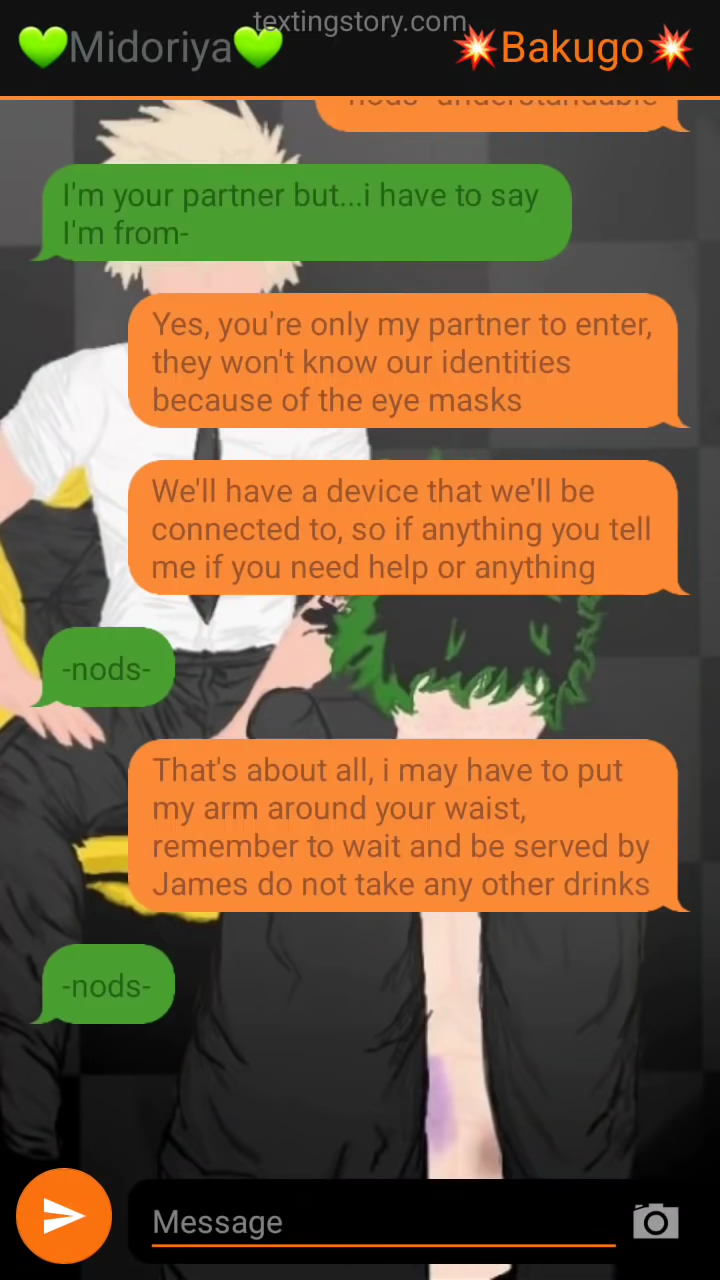 textingstory.com
💚Midoriya💚
💥Bakugo💥
-nods- understandable
I'm your partner but...i have to say
I'm from-
Yes, you're only my partner to enter,
they won't know our identities
because of the eye masks
We'll have a device that we'll be
connected to, so if anything you tell
me if you need help or anything
-nods-
That's about all, i may have to put
my arm around your waist,
remember to wait and be served by
James do not take any other drinks
-nods-
Message